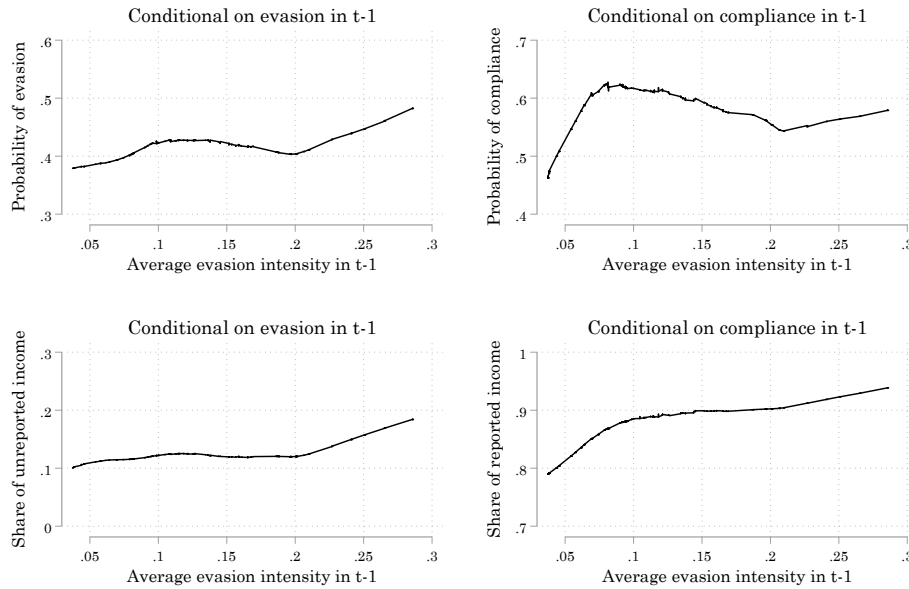 Conditional on evasion in t-1
Probability of evasion
.6
.5
.4
.3
.05 .1 .15 .2 .25 .3
Average evasion intensity in t-1
Conditional on compliance in t-1
Probability of compliance
.7
.6
.5
.4
.05 .1 .15 .2 .25 .3
Average evasion intensity in t-1
Conditional on evasion in t-1
Share of unreported income
.3
.2
.1
0
.05 .1 .15 .2 .25 .3
Average evasion intensity in t-1
Conditional on compliance in t-1
Share of reported income
1
.9
.8
.7
.05 .1 .15 .2 .25 .3
Average evasion intensity in t-1